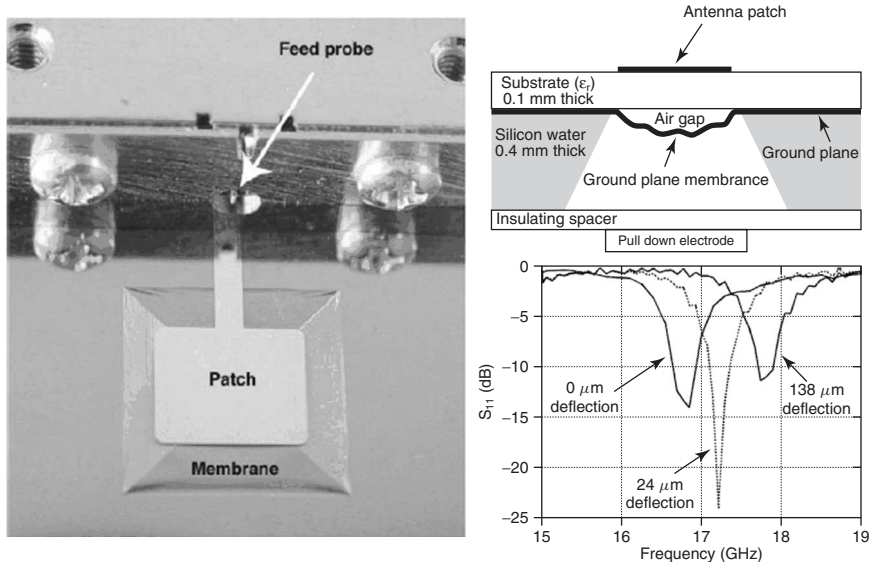 Feed probe
Patch
Membrane
Antenna patch
Substrate (εr)
0.1 mm thick
Air gap
Silicon water
0.4 mm thick
Ground plane
Ground plane membrance
Insulating spacer
Pull down electrode
0
−5
−10
−15
−20
−25
S11 (dB)
0 μm
deflection
138 μm
deflection
24 μm
deflection
15
16
17
18
19
Frequency (GHz)